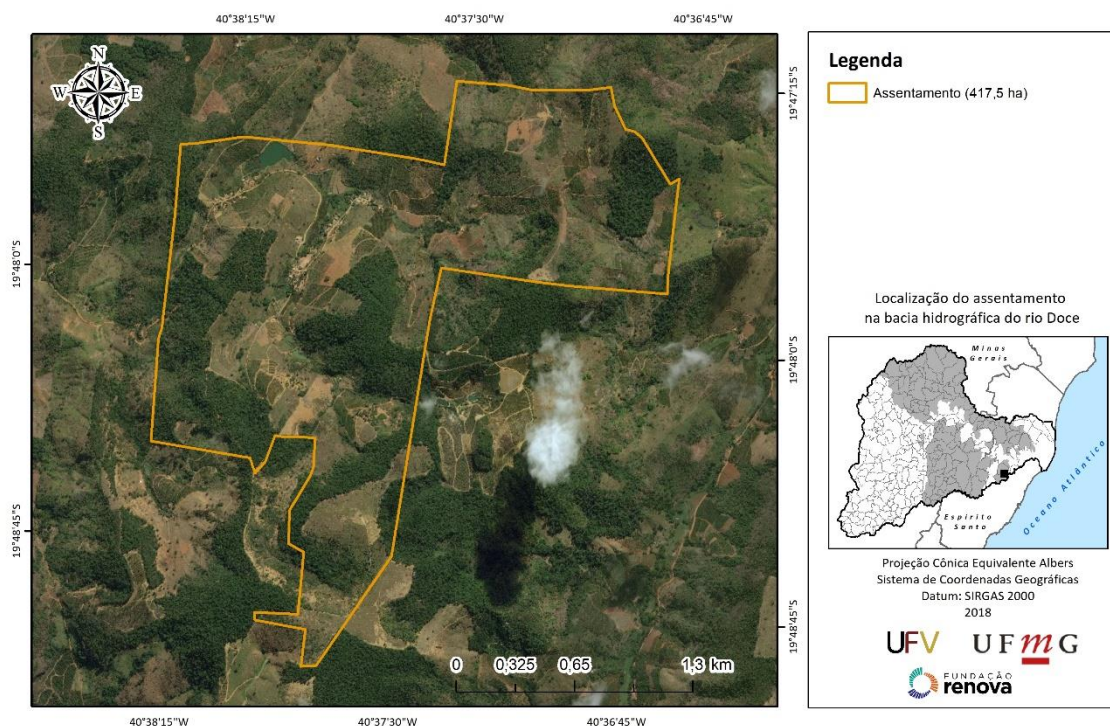 40°38'15"W 40°37'30"W 40°36'45"W
N
W E
S
19°47'15"S
19°48'0"S
19°48'0"S
19°48'45"S
19°48'45"S
0 0,325 0,65 1,3 km
40°38'15"W 40°37'30"W 40°36'45"W
Legenda
Assentamento (417,5 ha)
Localização do assentamento
na bacia hidrográfica do rio Doce
Minas
Gerais
Espírito
Santo
Oceano Atlântico
Projeção Cônica Equivalente Albers
Sistema de Coordenadas Geográficas
Datum: SIRGAS 2000
2018
UFV UFmG
FUNDAÇÃO
renova